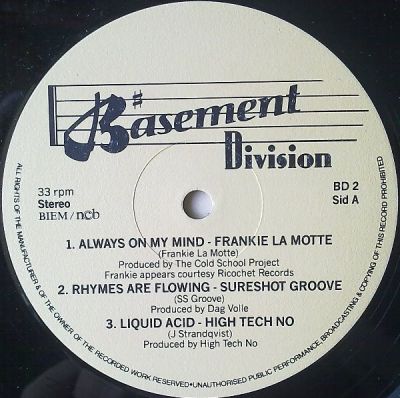 #
Basement
Division
33 rpm
Stereo
BIEM / ncb
BD 2
Sid A
1. ALWAYS ON MY MIND - FRANKIE LA MOTTE
(Frankie La Motte)
Produced by The Cold School Project
Frankie appears courtesy Ricochet Records
2. RHYMES ARE FLOWING - SURESHOT GROOVE
(SS Groove)
Produced by Dag Volle
3. LIQUID ACID - HIGH TECH NO
(J Strandqvist)
Produced by High Tech No
ALL RIGHTS OF THE MANUFACTURER & OF THE OWNER OF THE RECORDED WORK RESERVED • UNAUTHORISED PUBLIC PERFORMANCE, BROADCASTING & COPYING OF THIS RECORD PROHIBITED